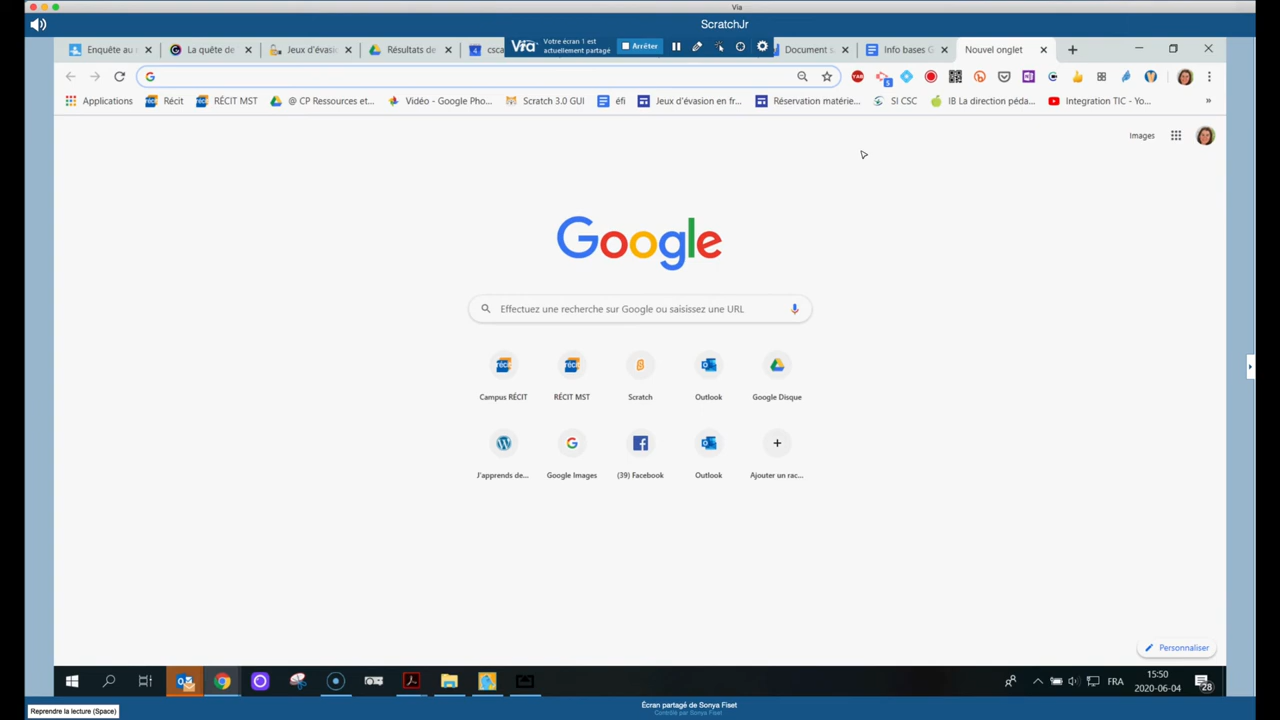 Via
ScratchJr
Enquête au
La quête de
Jeux d'évasi
Résultats de
csca
Via
Votre écran 1 est
actuellement partagé
Arrêter
Document s
Info bases G
Nouvel onglet
Applications
Récit
RÉCIT MST
@ CP Ressources et...
Vidéo - Google Pho...
Scratch 3.0 GUI
éfi
Jeux d'évasion en fr...
Réservation matérie...
SI CSC
IB La direction péda...
Integration TIC - Yo...
»
Images
Google
Effectuez une recherche sur Google ou saisissez une URL
Campus RÉCIT
RÉCIT MST
Scratch
Outlook
Google Disque
J'apprends de...
Google Images
(39) Facebook
Outlook
Ajouter un rac...
Personnaliser
FRA
15:50
2020-06-04
28
Reprendre la lecture (Space)
Écran partagé de Sonya Fiset
Contrôlé par Sonya Fiset